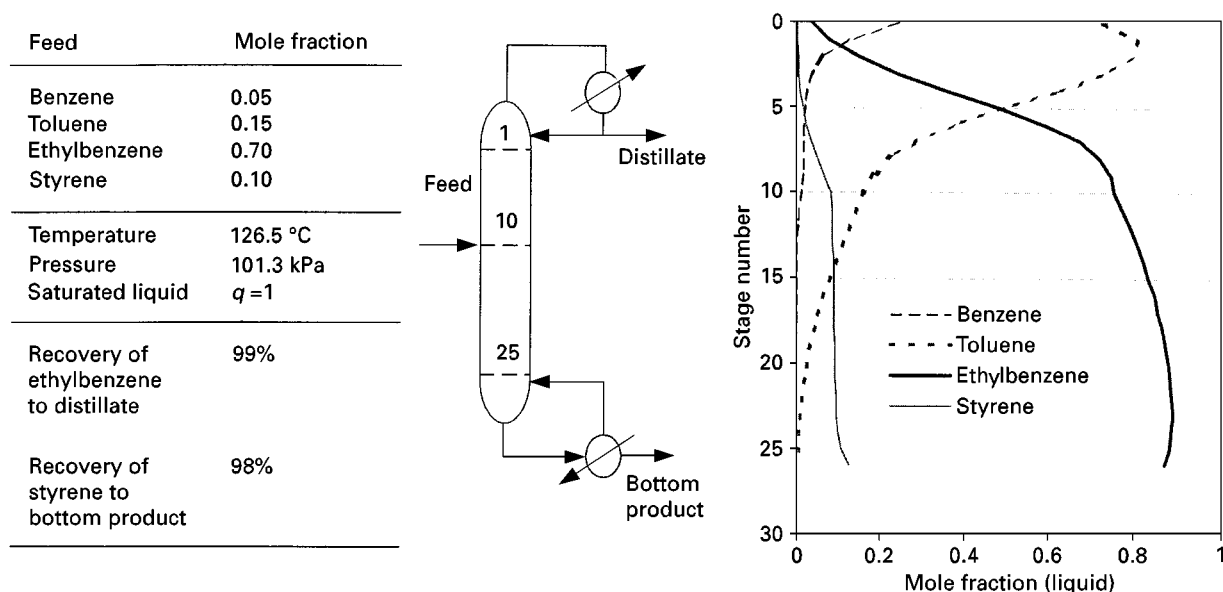 Feed Mole fraction
Benzene 0.05
Toluene 0.15
Ethylbenzene 0.70
Styrene 0.10
Temperature 126.5 °C
Pressure 101.3 kPa
Saturated liquid q =1
Recovery of 99%
ethylbenzene
to distillate
Recovery of 98%
styrene to
bottom product
1
Distillate
Feed
10
25
Bottom
product
0
5
10
15
20
25
30
Stage number
Benzene
Toluene
Ethylbenzene
Styrene
0 0.2 0.4 0.6 0.8 1
Mole fraction (liquid)